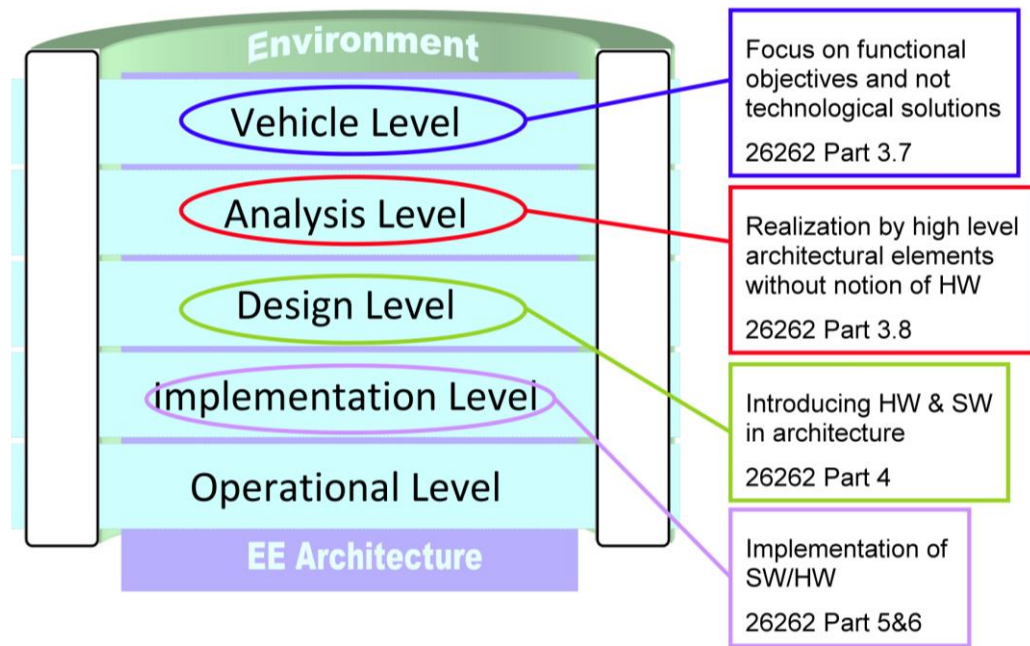 Environment
Vehicle Level
Analysis Level
Design Level
Implementation Level
Operational Level
EE Architecture
Focus on functional
objectives and not
technological solutions
26262 Part 3.7
Realization by high level
architectural elements
without notion of HW
26262 Part 3.8
Introducing HW & SW
in architecture
26262 Part 4
Implementation of
SW/HW
26262 Part 5&6